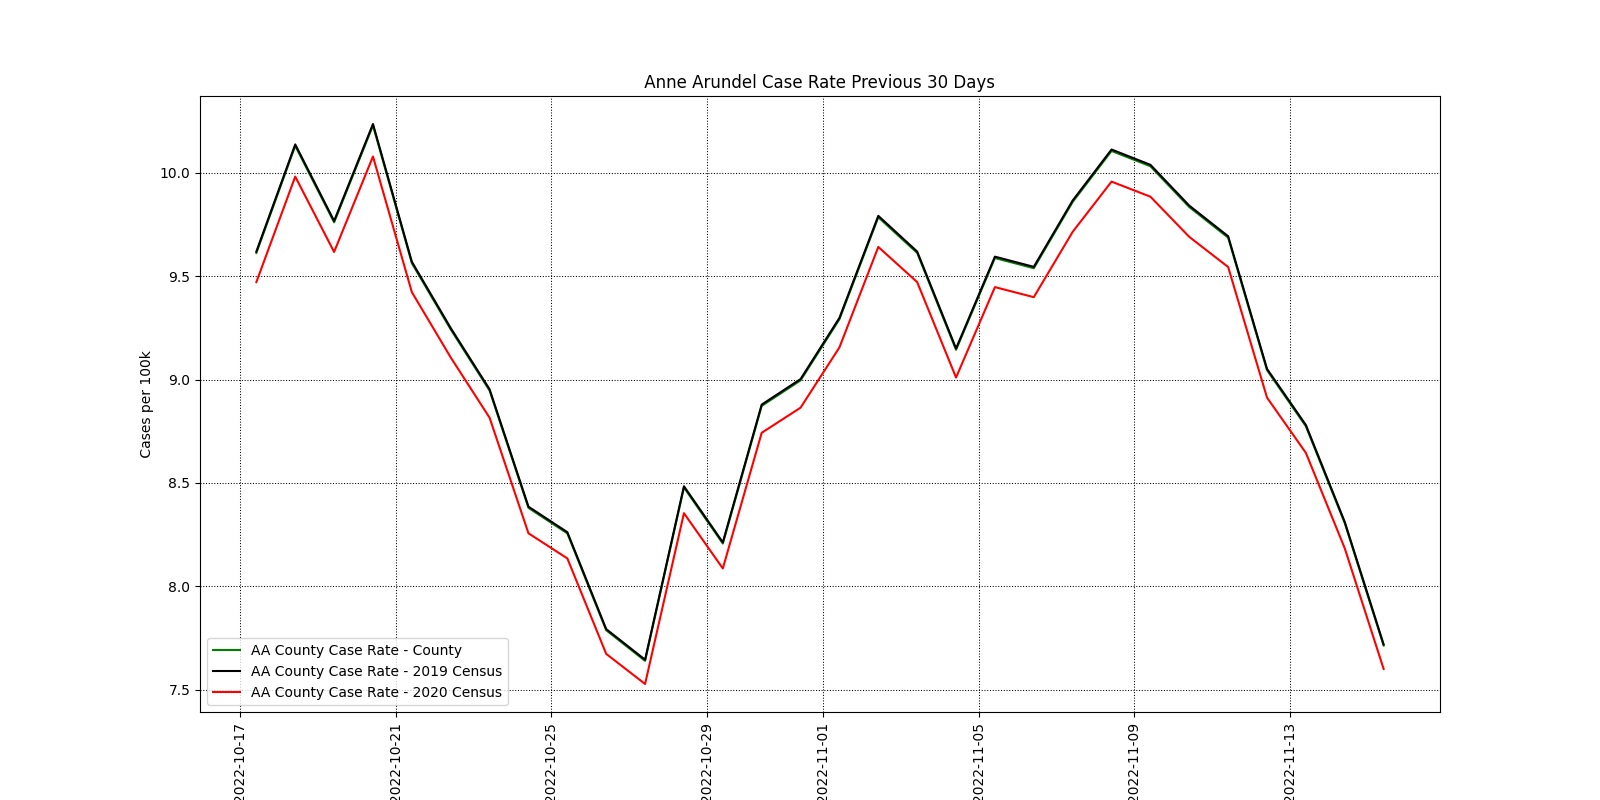 Anne Arundel Case Rate Previous 30 Days
Cases per 100k
10.0
9.5
9.0
8.5
8.0
7.5
AA County Case Rate - County
AA County Case Rate - 2019 Census
AA County Case Rate - 2020 Census
2022-10-17
2022-10-21
2022-10-25
2022-10-29
2022-11-01
2022-11-05
2022-11-09
2022-11-13